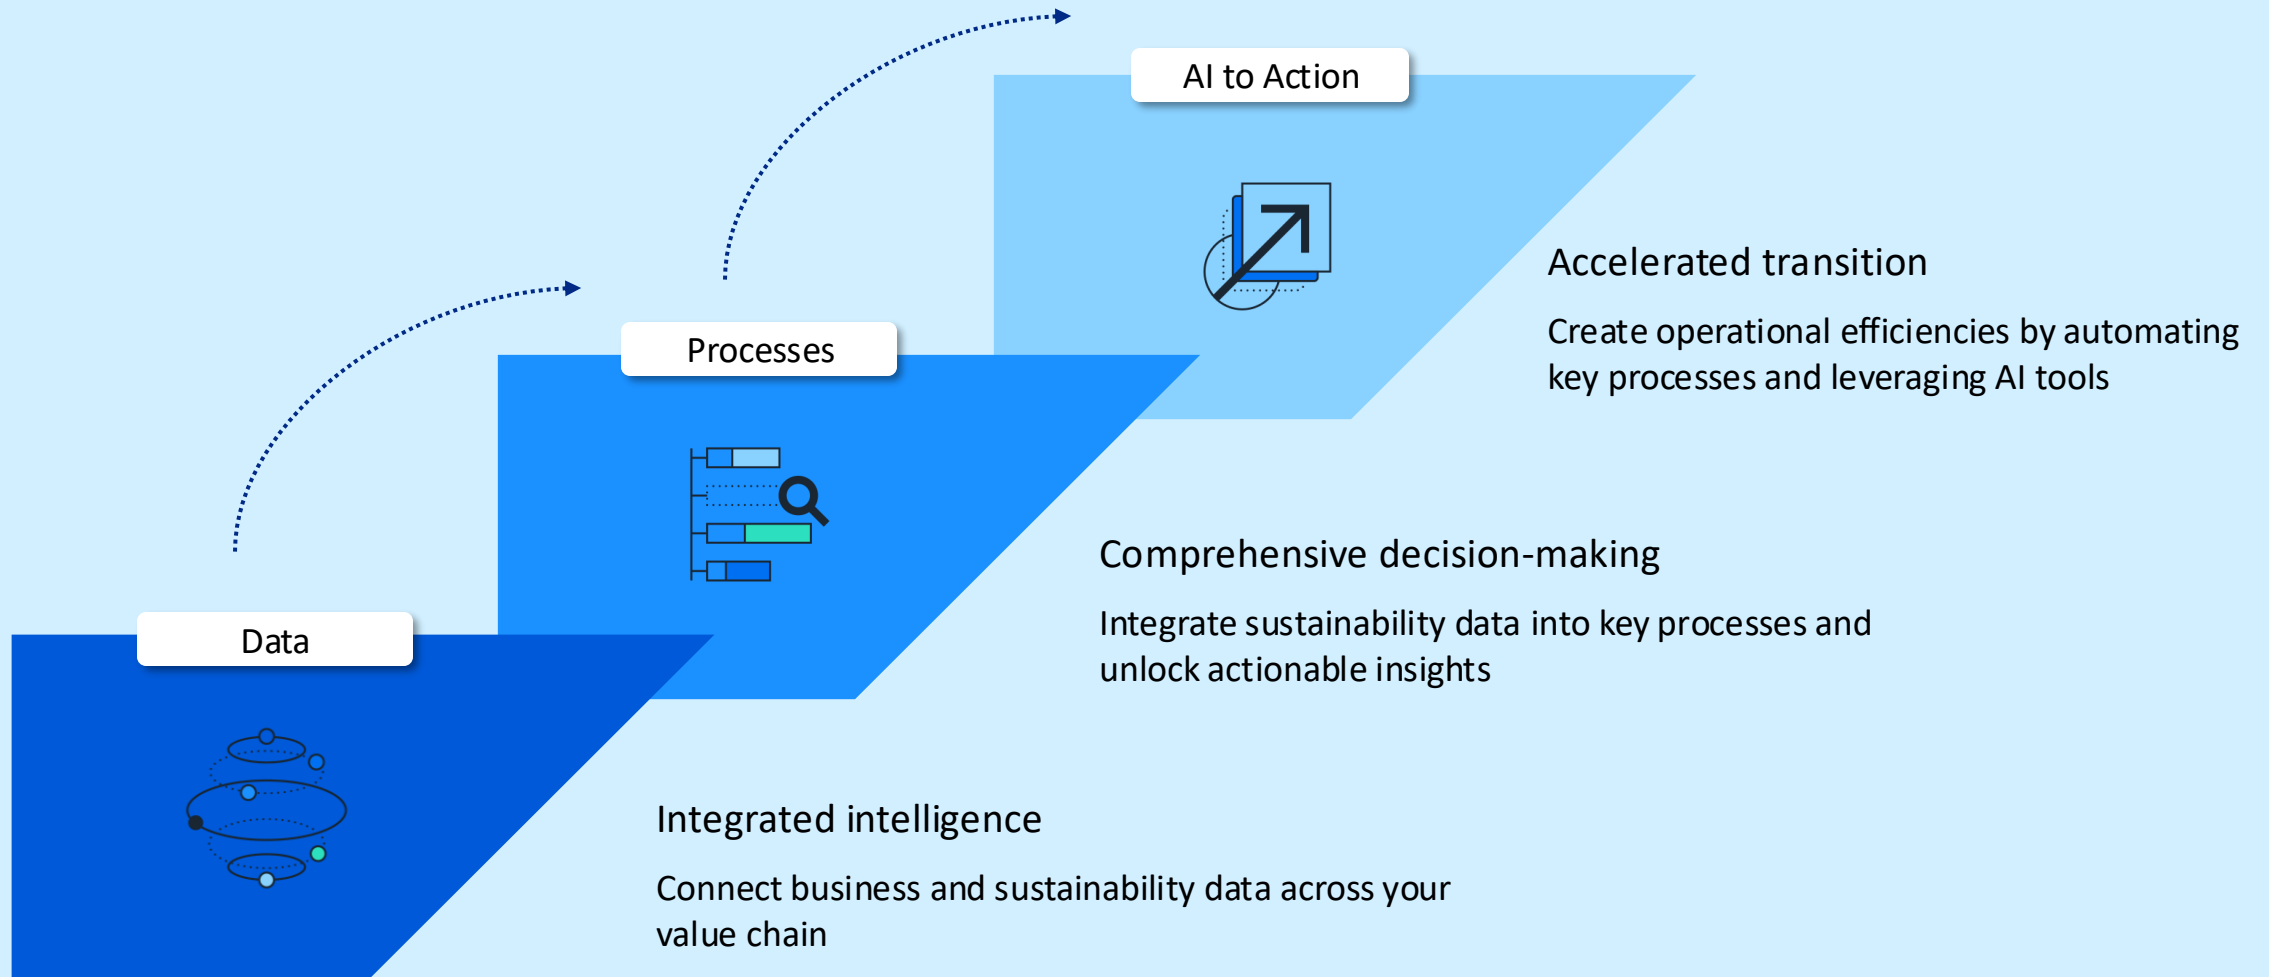 AI to Action
Accelerated transition
Create operational efficiencies by automating
key processes and leveraging AI tools
Processes
Comprehensive decision-making
Integrate sustainability data into key processes and
unlock actionable insights
Data
Integrated intelligence
Connect business and sustainability data across your
value chain